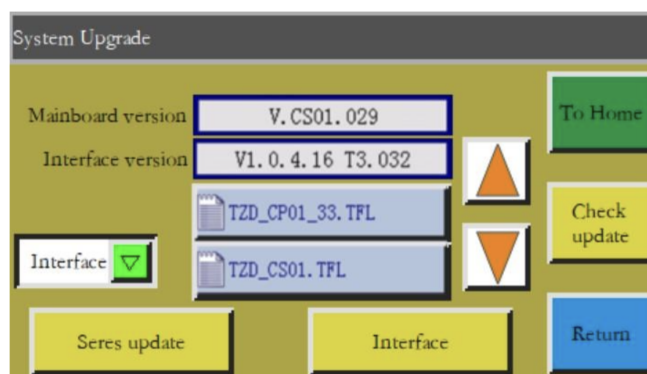 System Upgrade
Mainboard version V.CS01.029
To Home
Interface version V1.0.4.16 T3.032
TZD_CP01_33.TFL
Check
update
Interface
TZD_CS01.TFL
Seres update
Interface
Return